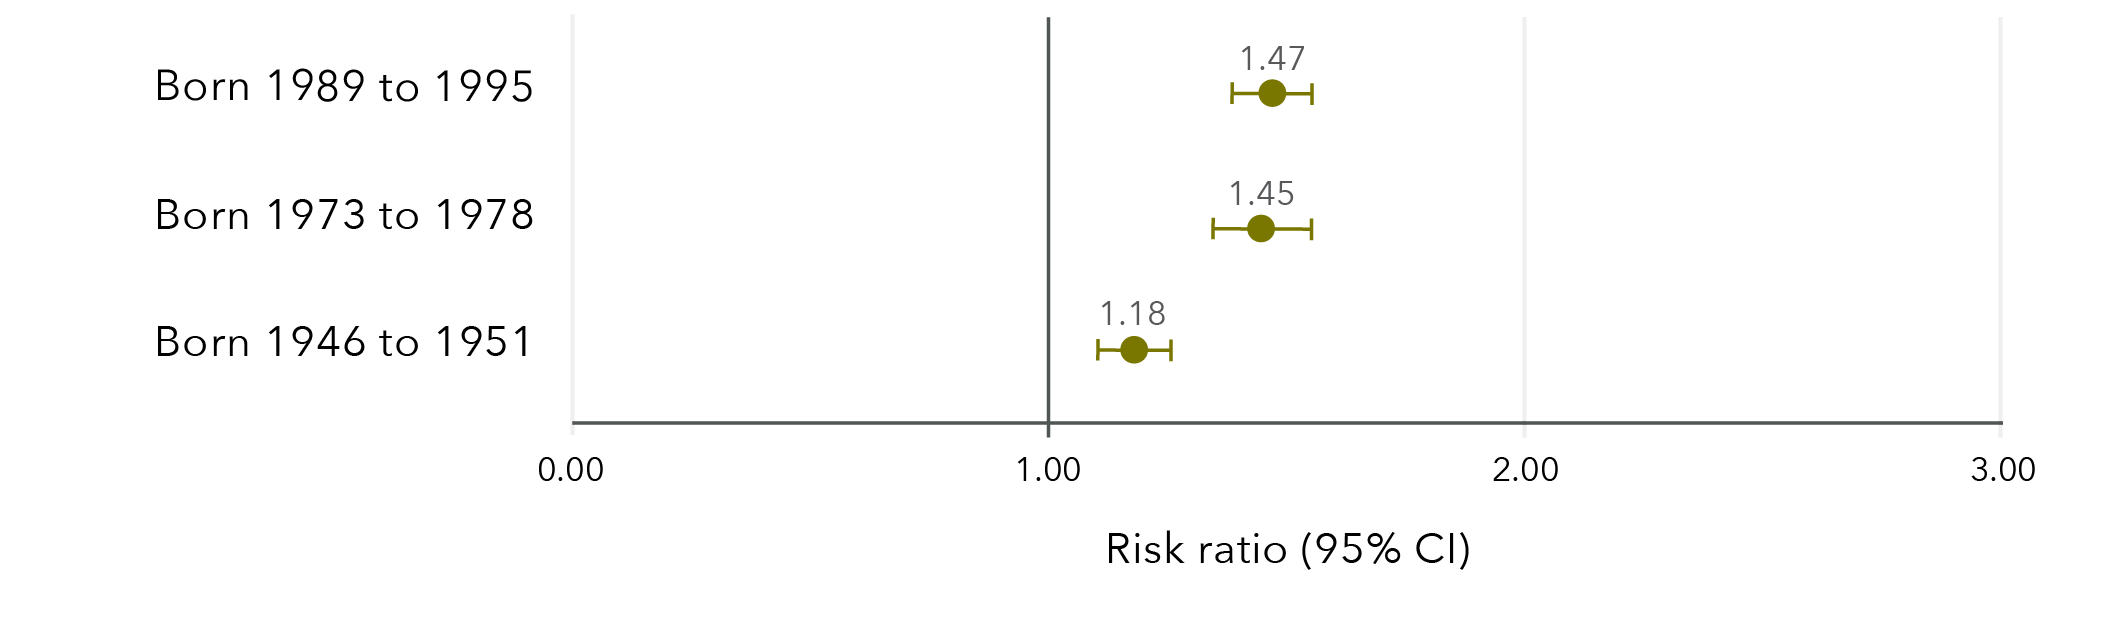 1.47
Born 1989 to 1995
1.45
Born 1973 to 1978
1.18
Born 1946 to 1951
0.00 1.00 2.00 3.00
Risk ratio (95% CI)